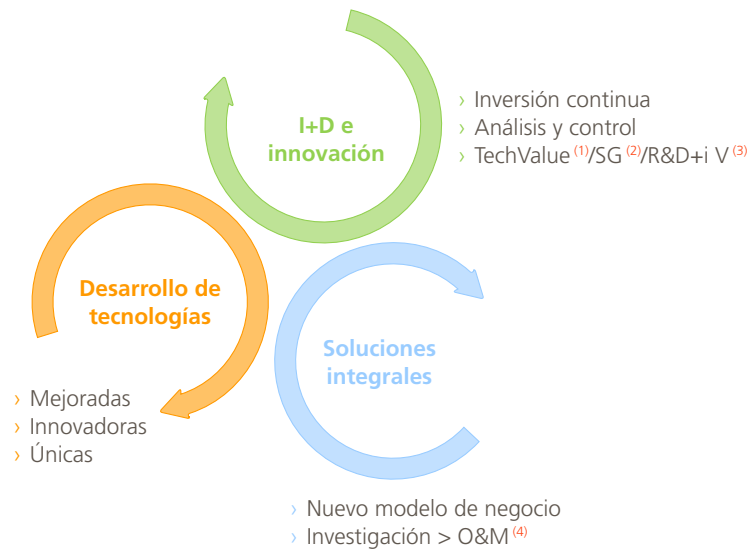 I+D e
innovación
› Inversión continua
› Análisis y control
› TechValue (1)/SG (2)/R&D+i V (3)
Desarrollo de
tecnologías
› Mejoradas
› Innovadoras
› Únicas
Soluciones
integrales
› Nuevo modelo de negocio
› Investigación > O&M (4)